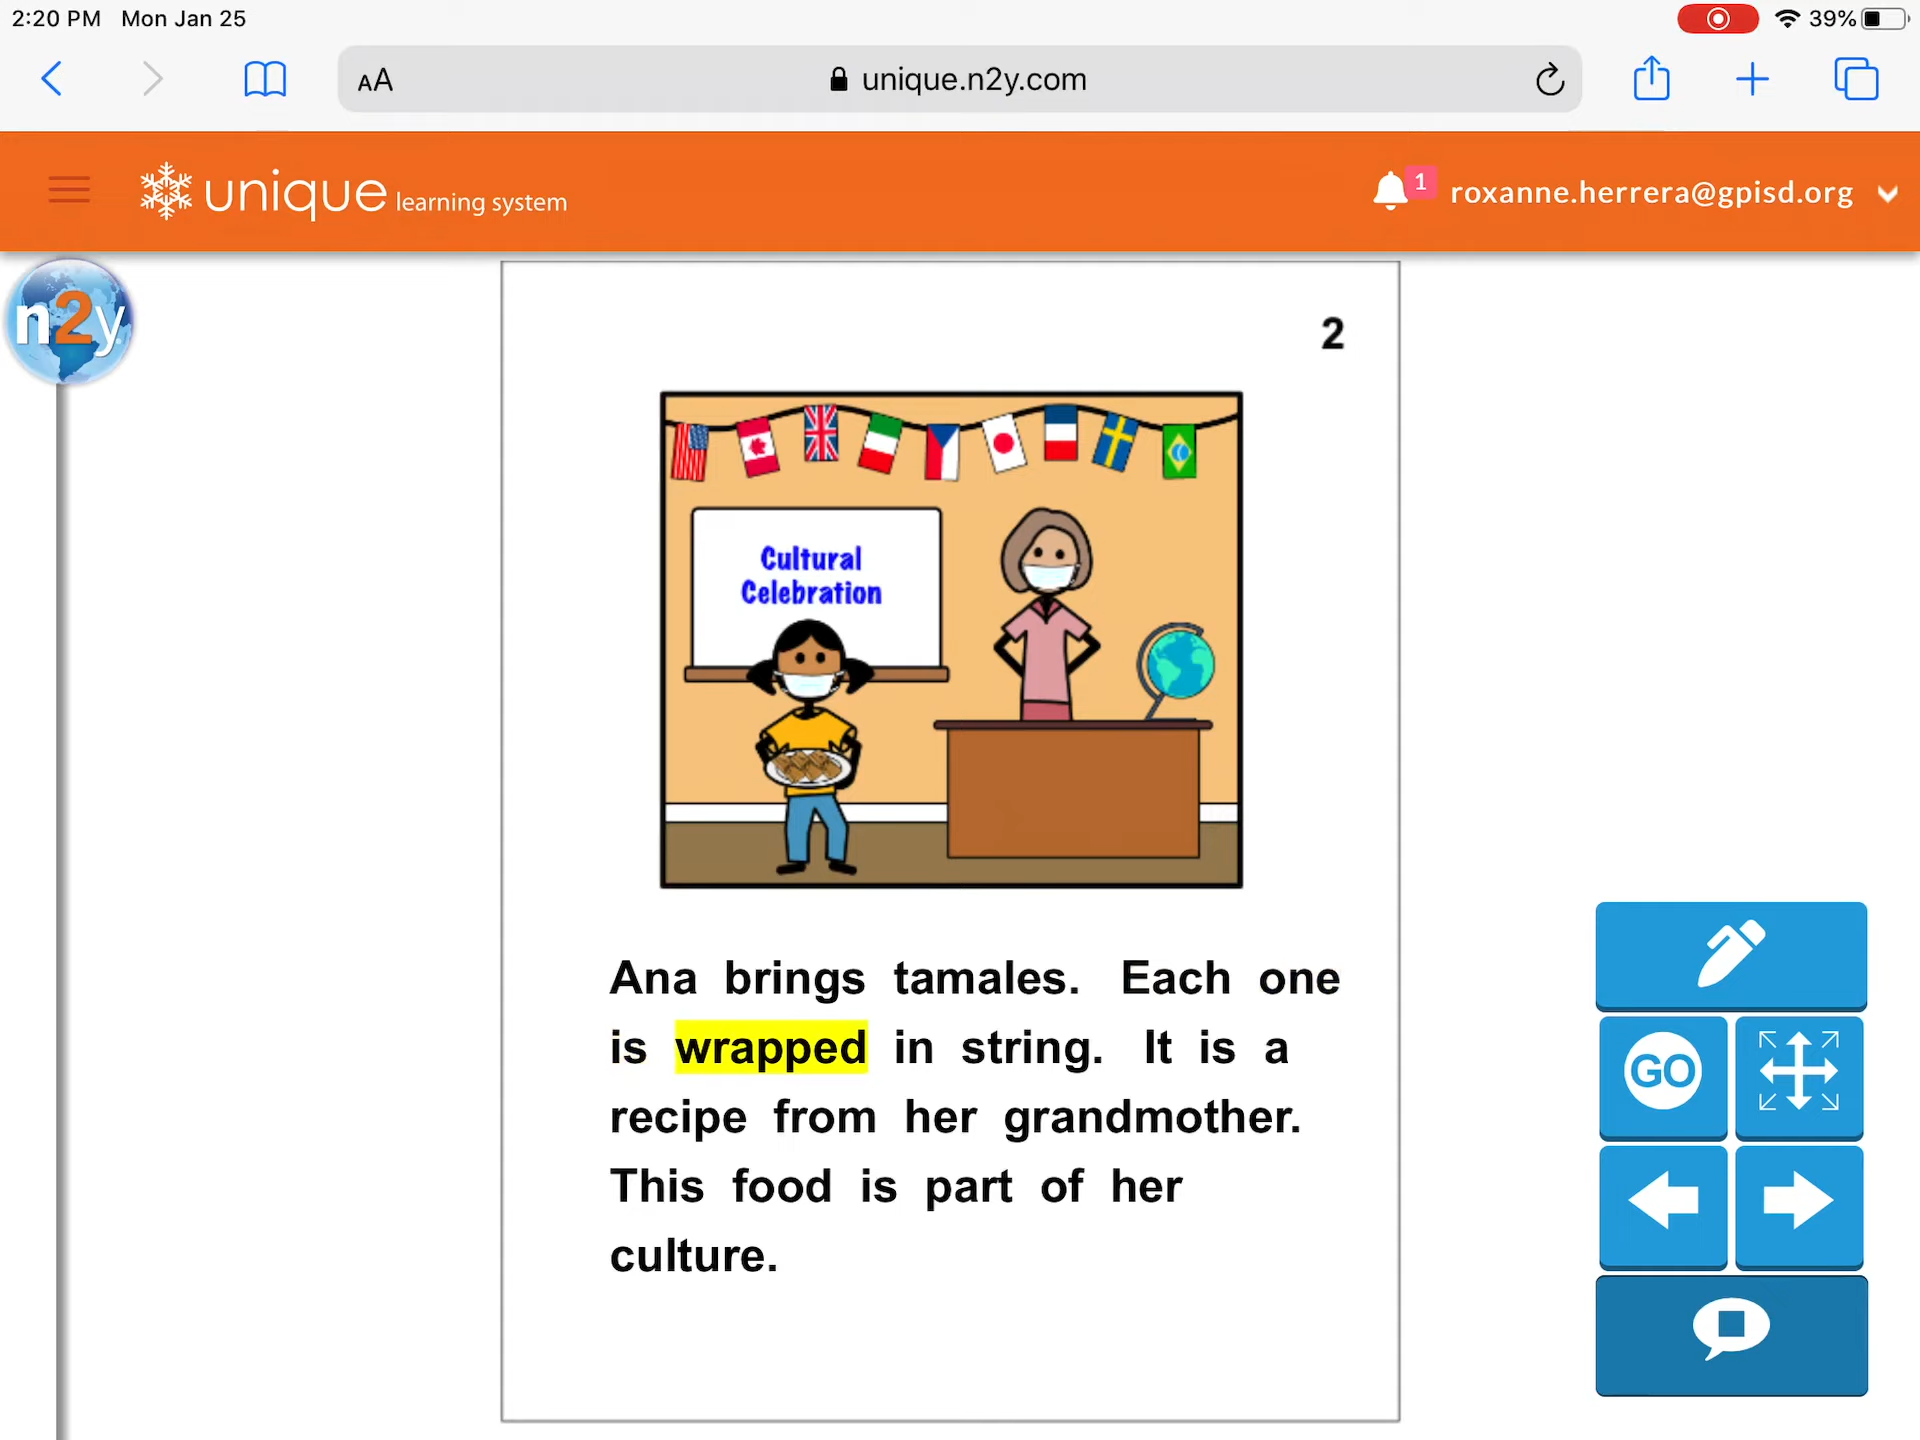 2:20 PM Mon Jan 25
39%
AA
unique.n2y.com
unique learning system
1
roxanne.herrera@gpisd.org
n2y
2
Cultural
Celebration
Ana brings tamales. Each one
is wrapped in string. It is a
recipe from her grandmother.
This food is part of her
culture.
GO